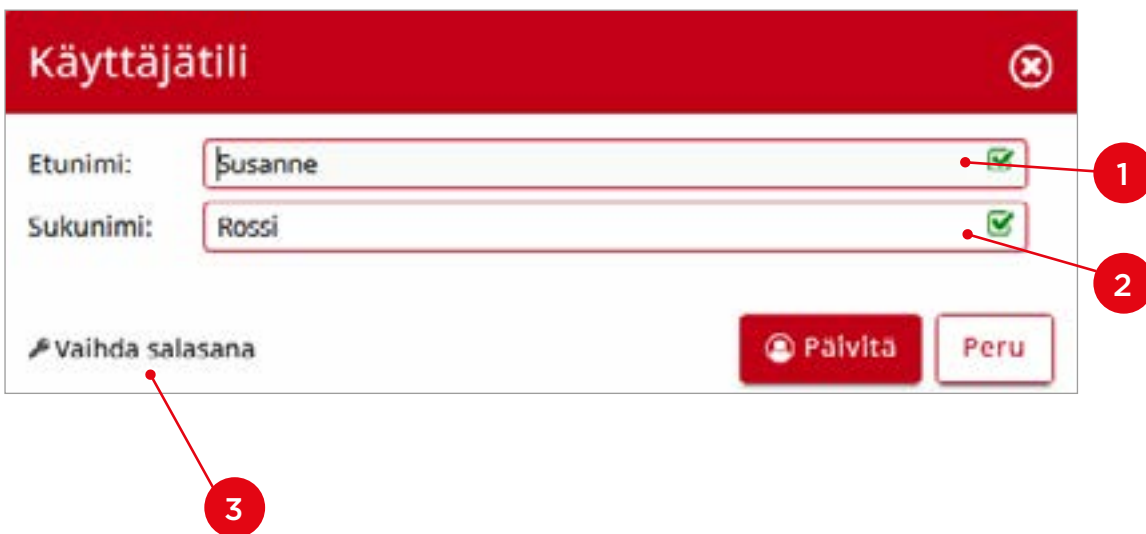 Käyttäjätili
Etunimi: Susanne 1
Sukunimi: Rossi 2
Vaihda salasana Päivitä Peru
3